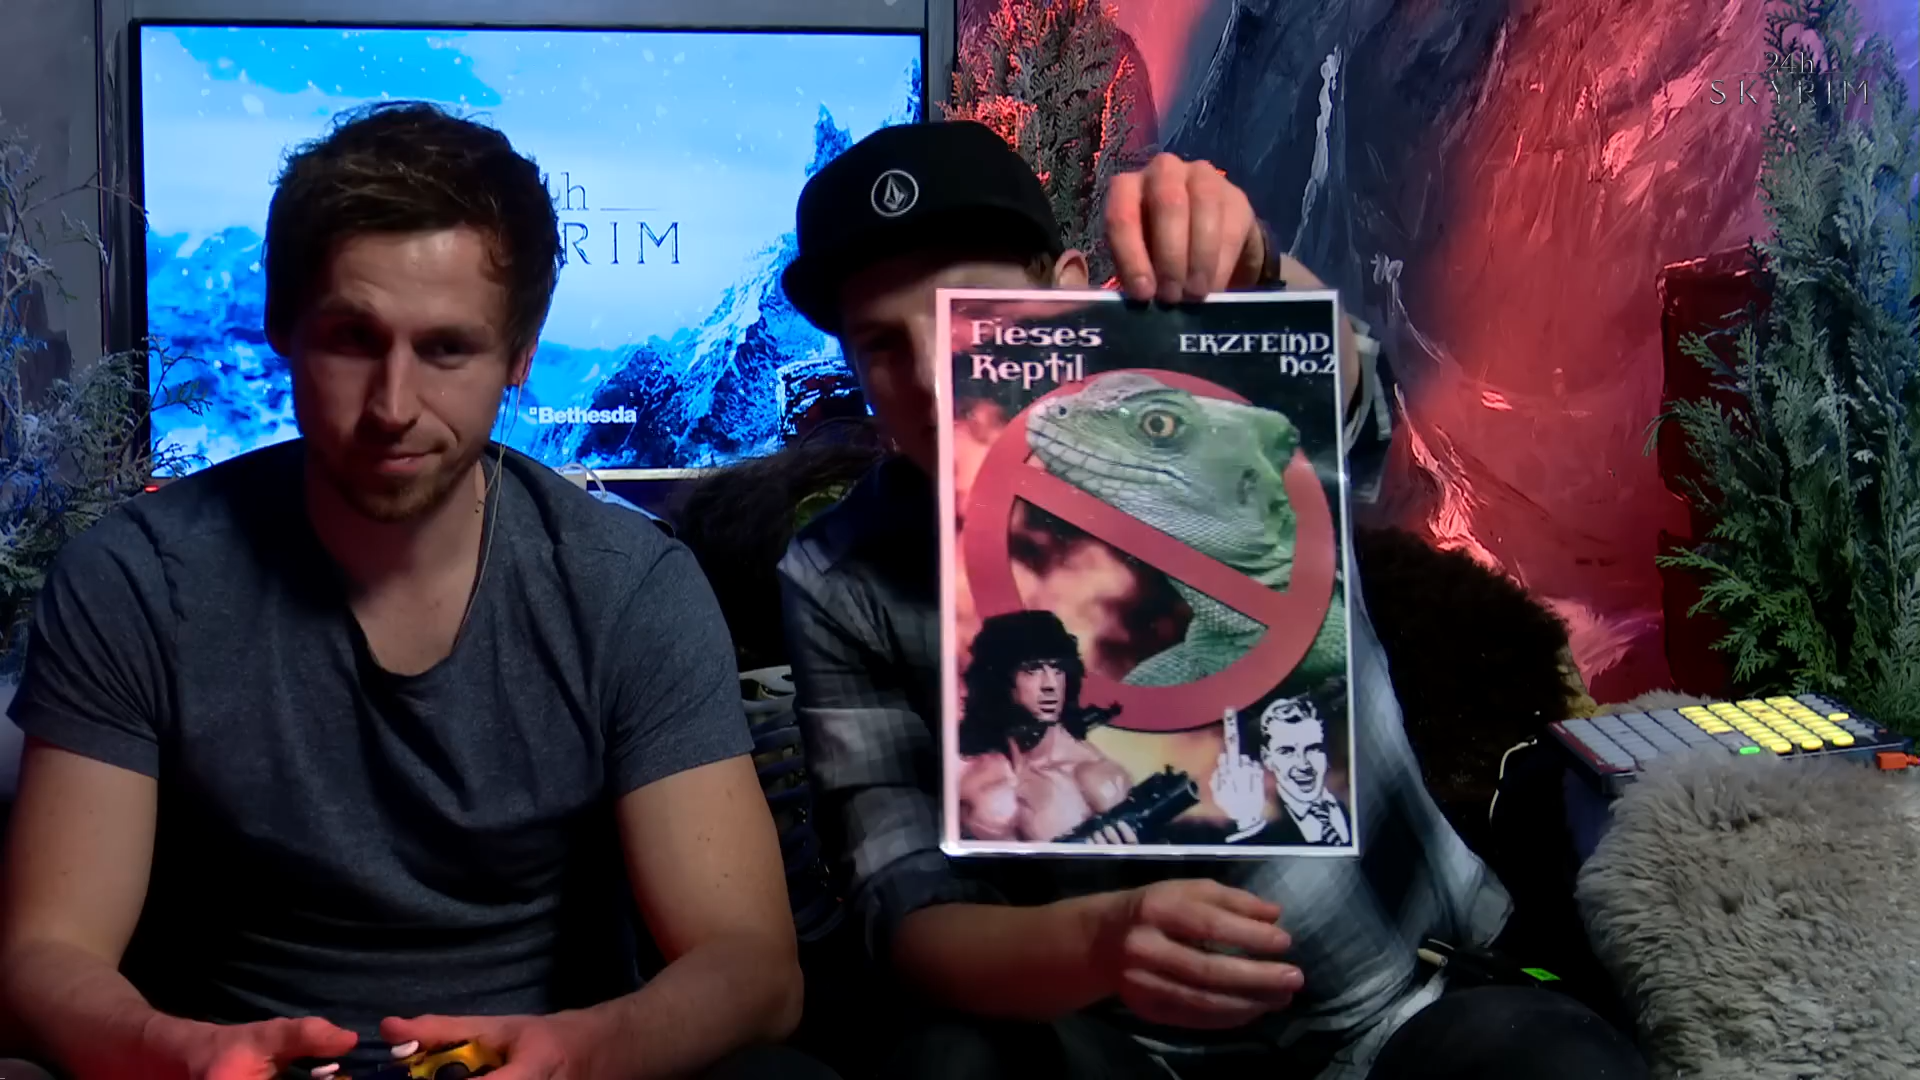 24h
SKYRIM
h
RIM
Bethesda
Fieses
Reptil
ERZFEIND
No.2